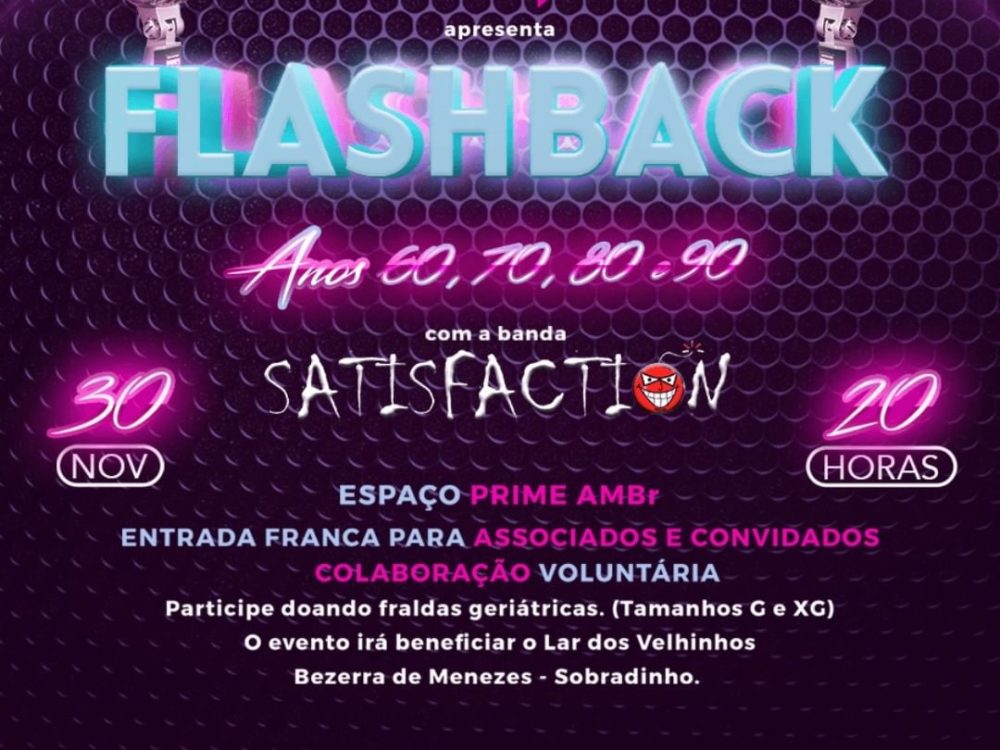 apresenta
FLASHBACK
Anos 60, 70, 80 e 90
com a banda
SATISFACTION
30
NOV
20
HORAS
ESPAÇO PRIME AMBr
ENTRADA FRANCA PARA ASSOCIADOS E CONVIDADOS
COLABORAÇÃO VOLUNTÁRIA
Participe doando fraldas geriátricas. (Tamanhos G e XG)
O evento irá beneficiar o Lar dos Velhinhos
Bezerra de Menezes - Sobradinho.